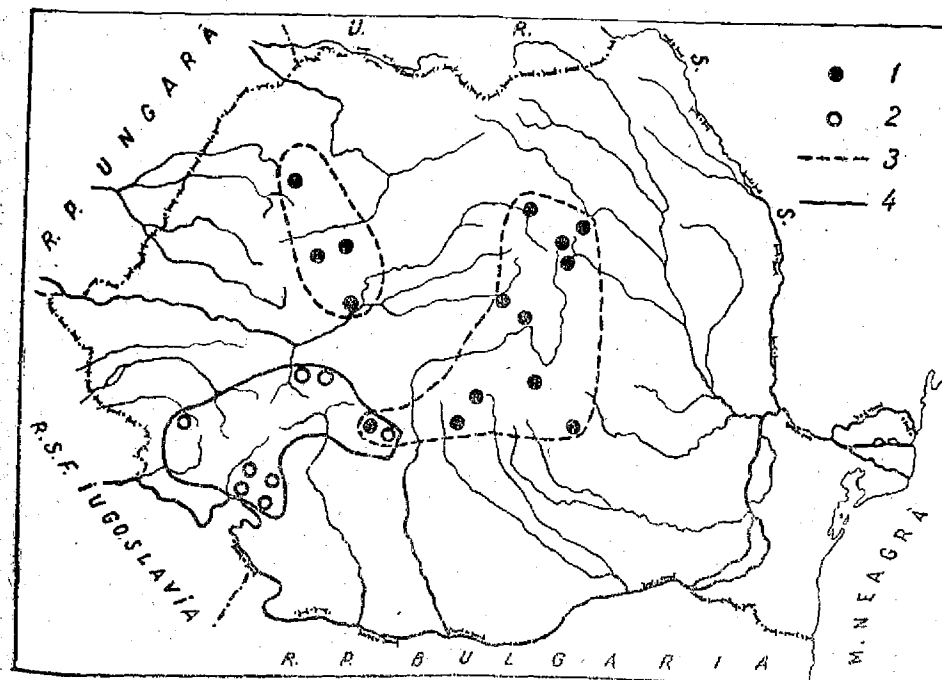 R. P. UNGARĂ
U. R. S. S.
1
2
3
4
R.S.F. IUGOSLAVIA
R. P. BULGARIA
M. NEAGRĂ